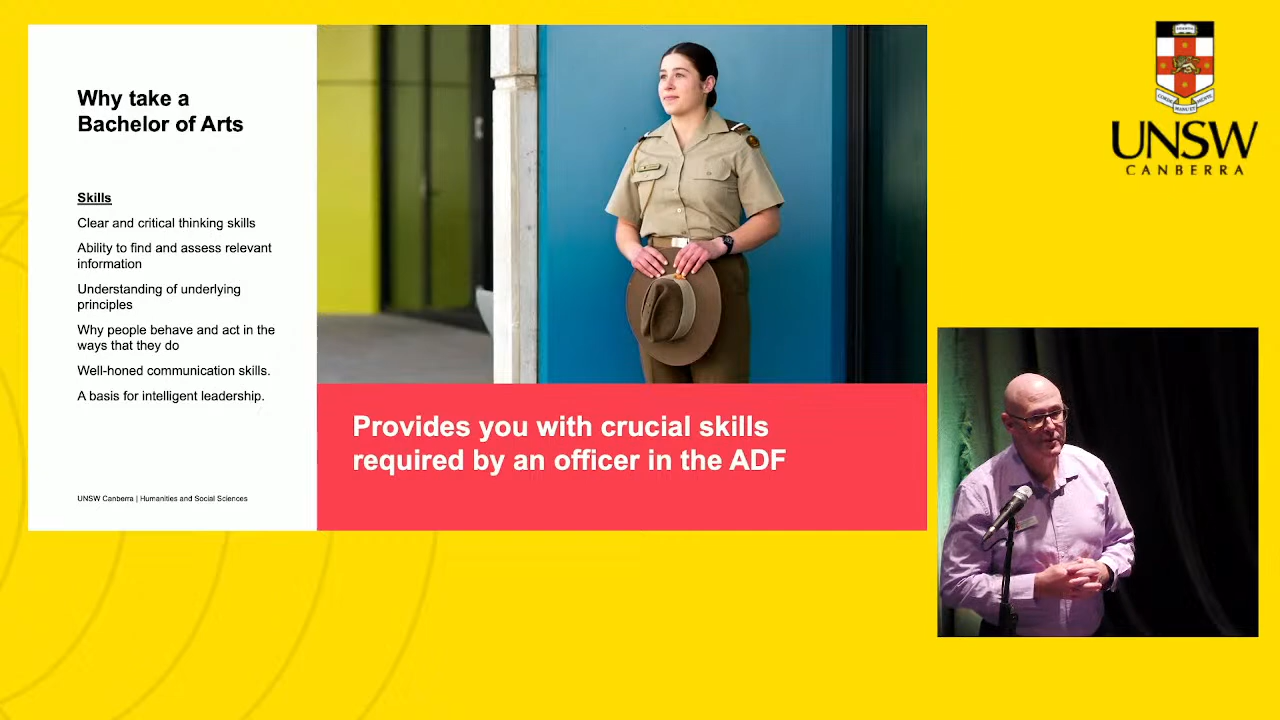 Why take a
Bachelor of Arts
Skills
Clear and critical thinking skills
Ability to find and assess relevant
information
Understanding of underlying
principles
Why people behave and act in the
ways that they do
Well-honed communication skills.
A basis for intelligent leadership.
UNSW Canberra | Humanities and Social Sciences
Provides you with crucial skills
required by an officer in the ADF
UNSW
CANBERRA